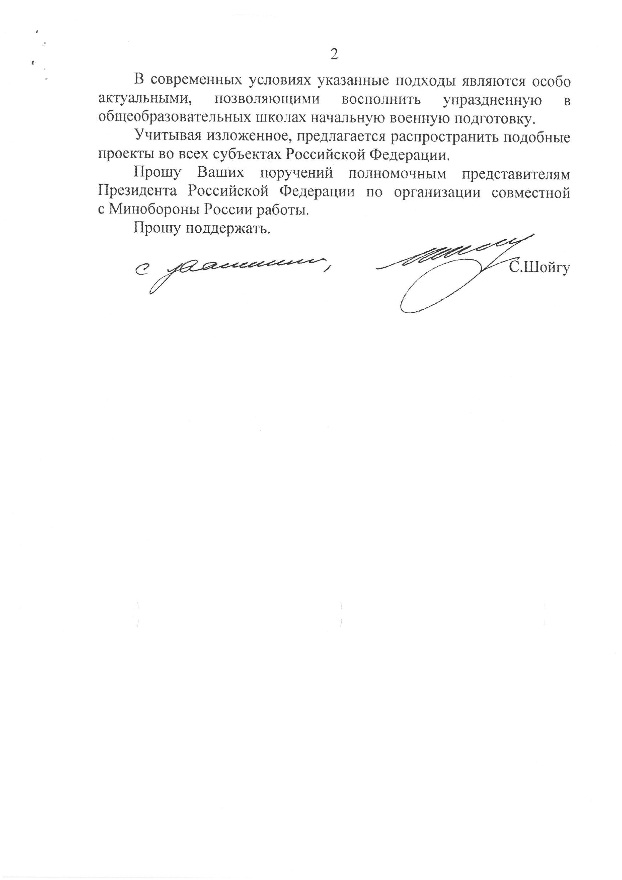 2
В современных условиях указанные подходы являются особо
актуальными, позволяющими восполнить упраздненную в
общеобразовательных школах начальную военную подготовку.
Учитывая изложенное, предлагается распространить подобные
проекты во всех субъектах Российской Федерации.
Прошу Ваших поручений полномочным представителям
Президента Российской Федерации по организации совместной
с Минобороны России работы.
Прошу поддержать.
с уважением, С.Шойгу